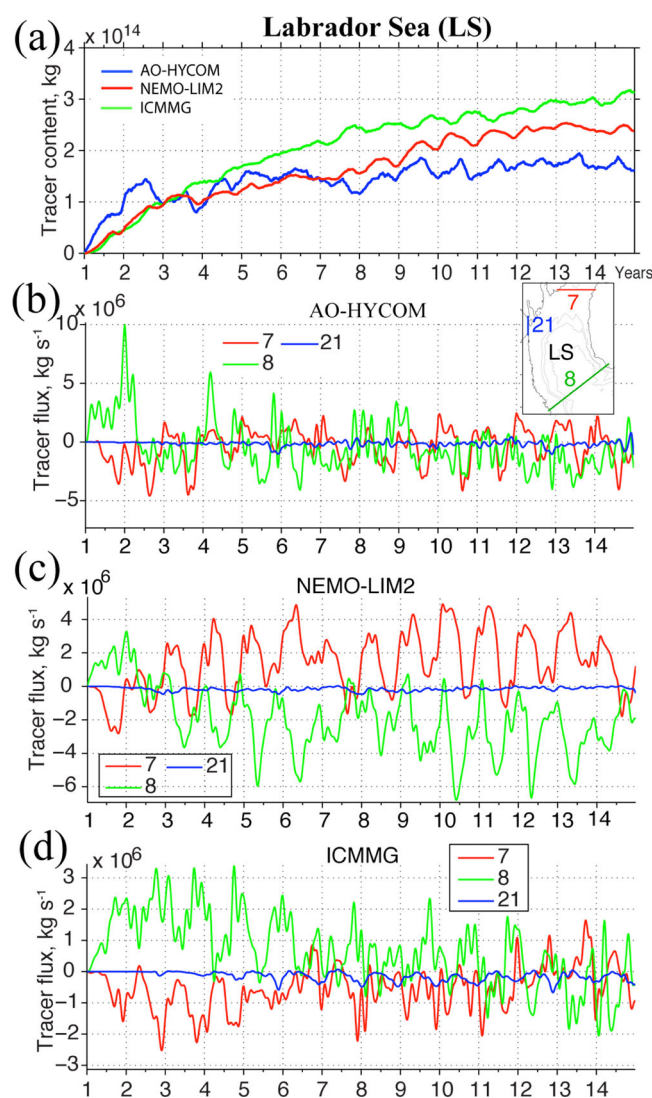 (a)
Labrador Sea (LS)
x 10^14
Tracer content, kg
4
3
2
1
0
AO-HYCOM
NEMO-LIM2
ICMMG
1 2 3 4 5 6 7 8 9 10 11 12 13 14 Years
(b)
x 10^6
AO-HYCOM
Tracer flux, kg s⁻¹
10
5
0
−5
7 21
8
7
21
LS
8
1 2 3 4 5 6 7 8 9 10 11 12 13 14
(c)
x 10^6
NEMO-LIM2
Tracer flux, kg s⁻¹
4
2
0
−2
−4
−6
7 21
8
1 2 3 4 5 6 7 8 9 10 11 12 13 14
(d)
x 10^6
ICMMG
Tracer flux, kg s⁻¹
3
2
1
0
−1
−2
−3
7
8
21
1 2 3 4 5 6 7 8 9 10 11 12 13 14